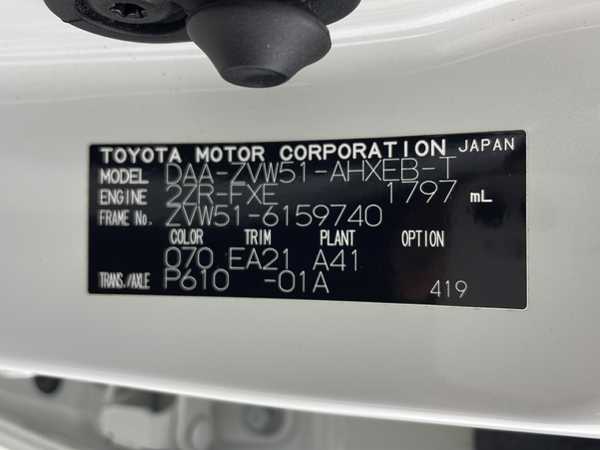 TOYOTA MOTOR CORPORATION JAPAN
MODEL DAA-ZVW51-AHXEB-T
ENGINE 2ZR-FXE 1797 mL
FRAME No. ZVW51-6159740
COLOR TRIM PLANT OPTION
070 EA21 A41
TRANS./AXLE P610 -01A 419